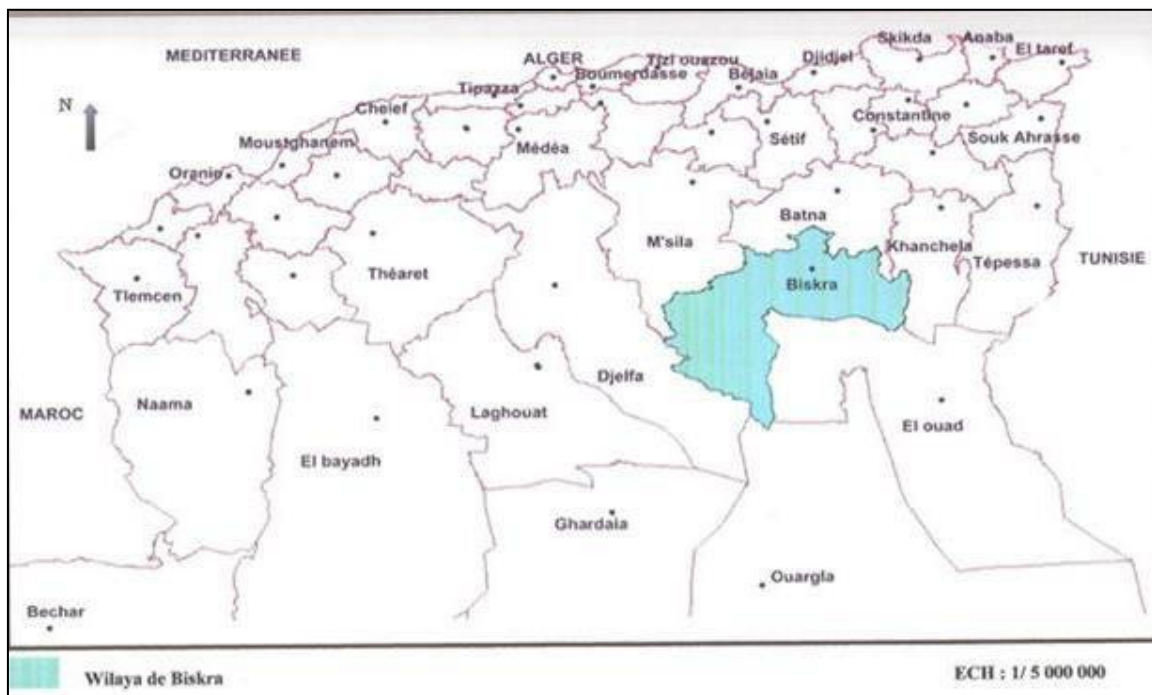 MEDITERRANEE
ALGER
Tizi ouazou
Boumerdasse
Béjaia
Djidjel
Skikda
Anaba
El taref
N
Tipazza
Cheief
Moustghanem
Médéa
Sétif
Constantine
Souk Ahrasse
Oranie
M'sila
Batna
Khanchela
Tépessa
TUNISIE
Tlemcen
Théaret
Biskra
MAROC
Naama
Laghouat
Djelfa
El ouad
El bayadh
Ghardaia
Ouargla
Bechar
Wilaya de Biskra
ECH : 1/ 5 000 000